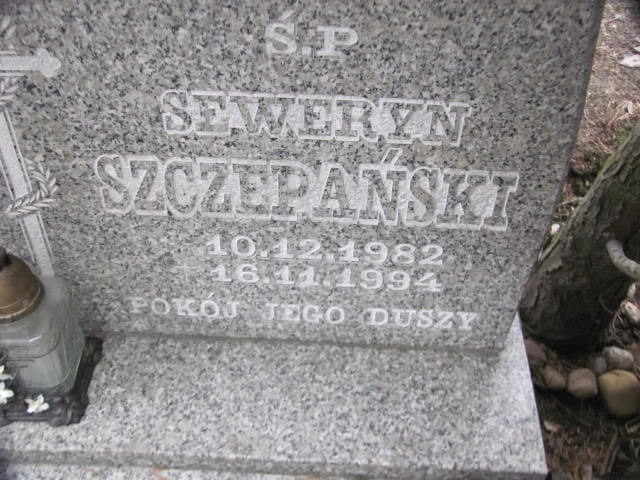 Ś.P
SEWERYN
SZCZEPAŃSKI
10.12.1982
16.11.1994
POKÓJ JEGO DUSZY